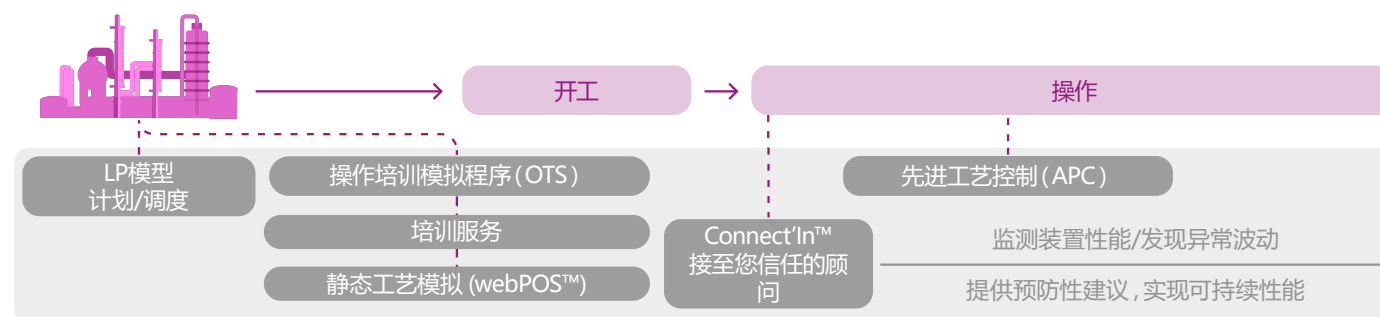 开工
操作
LP模型
计划/调度
操作培训模拟程序(OTS)
培训服务
静态工艺模拟 (webPOS™)
Connect'In™
接至您信任的顾
问
先进工艺控制(APC)
监测装置性能/发现异常波动
提供预防性建议,实现可持续性能